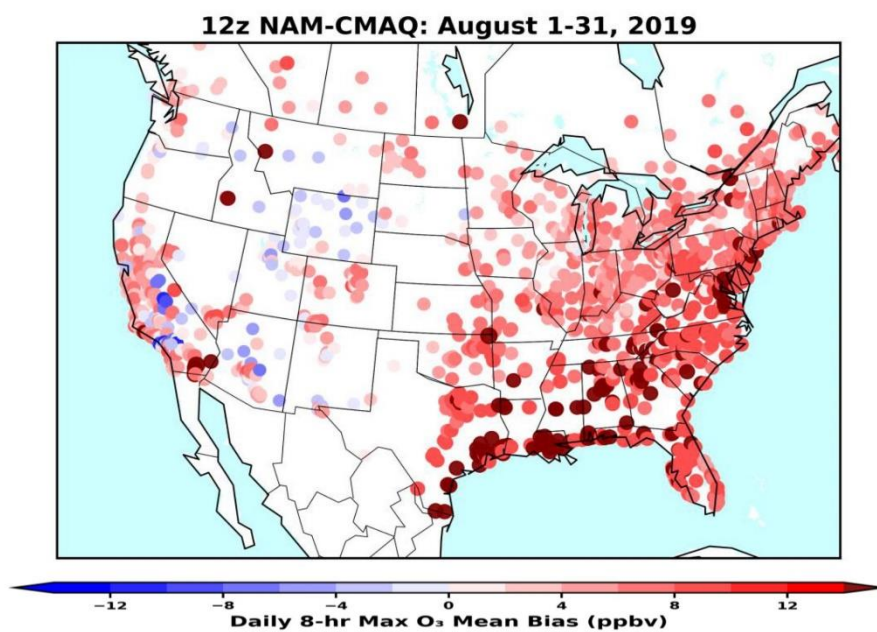 12z NAM-CMAQ: August 1-31, 2019
−12 −8 −4 0 4 8 12
Daily 8-hr Max O₃ Mean Bias (ppbv)